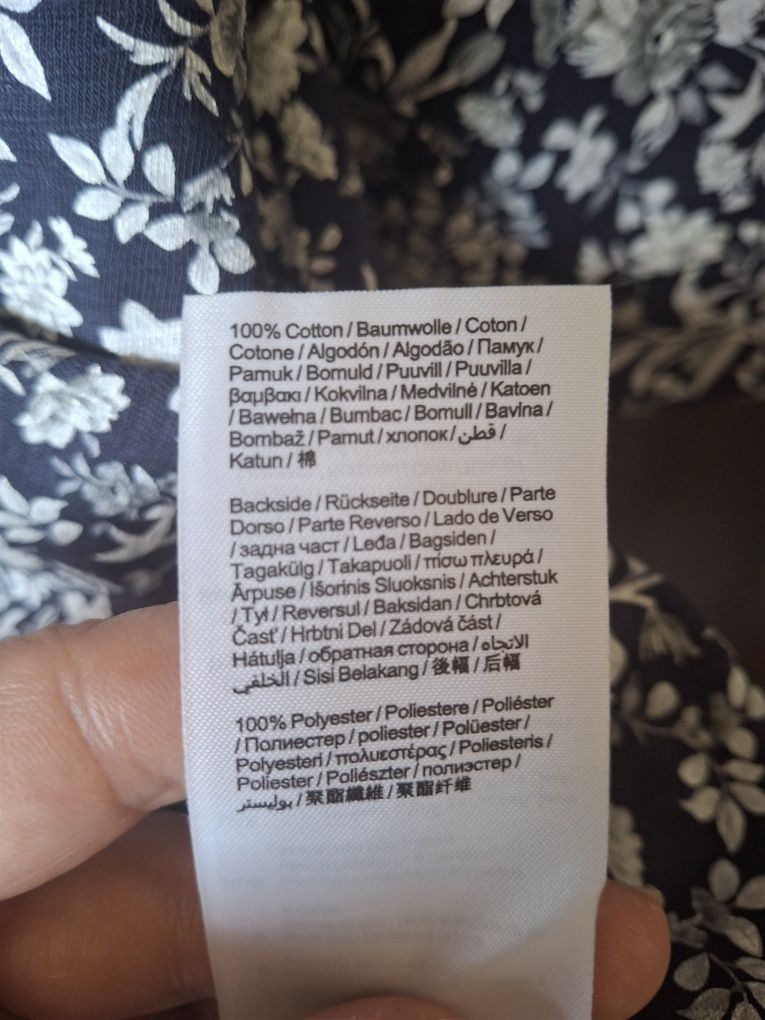 100% Cotton / Baumwolle / Coton /
Cotone / Algodón / Algodão / Памук /
Pamuk / Bomuld / Puuvill / Puuvilla /
βαμβακι / Kokvilna / Medvilnė / Katoen
/ Bawełna / Bumbac / Bomull / Bavlna /
Bombaž / Pamut / хлопок / قطن /
Katun / 棉
Backside / Rückseite / Doublure / Parte
Dorso / Parte Reverso / Lado de Verso
/ задна част / Leđa / Bagsiden /
Tagakülg / Takapuoli / πίσω πλευρά /
Ārpuse / Išorinis Sluoksnis / Achterstuk
/ Tył / Reversul / Baksidan / Chrbtová
Časť / Hrbtni Del / Zádová část /
Hátulja / обратная сторона / الاتجاه
الخلفي / Sisi Belakang / 後幅 / 后幅
100% Polyester / Poliestere / Poliéster
/ Полиестер / poliester / Polüester /
Polyesteri / πολυεστέρας / Poliesteris /
Poliester / Poliészter / полиэстер /
بوليستر / 聚酯纖維 / 聚酯纤维